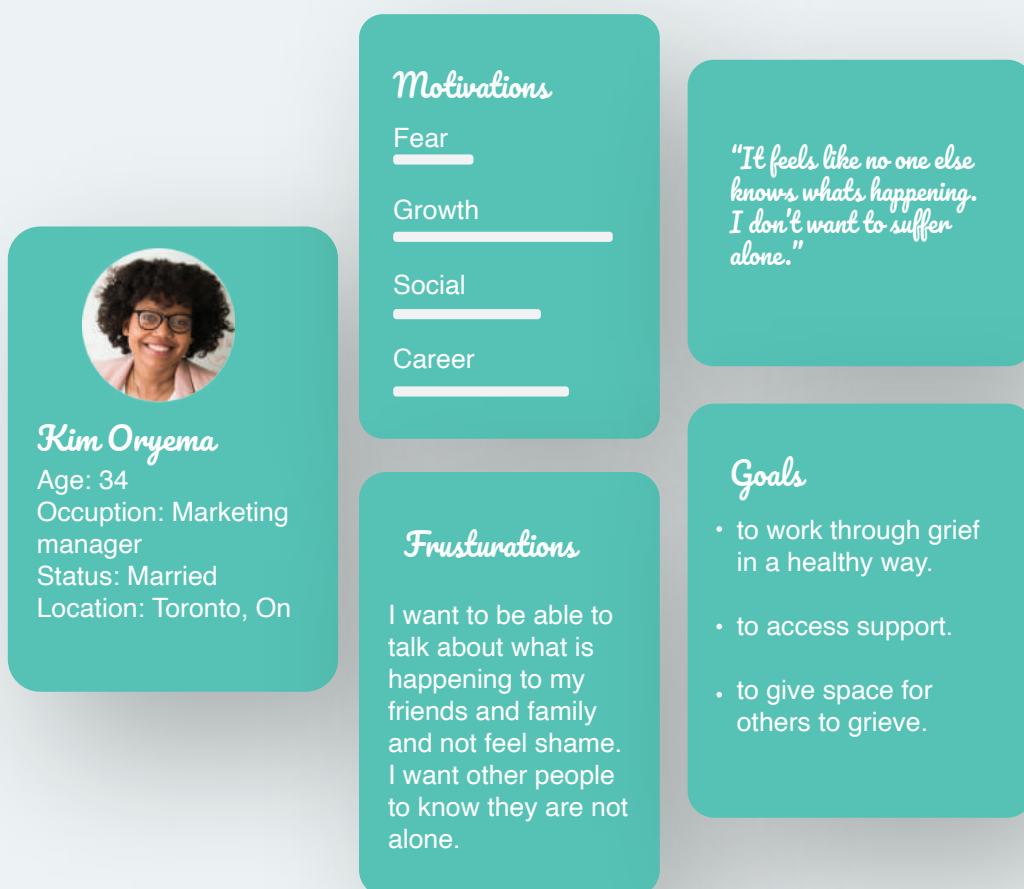 Kim Oryema
Age: 34
Occuption: Marketing
manager
Status: Married
Location: Toronto, On
Motivations
Fear
Growth
Social
Career
Frusturations
I want to be able to
talk about what is
happening to my
friends and family
and not feel shame.
I want other people
to know they are not
alone.
“It feels like no one else
knows whats happening.
I don’t want to suffer
alone.”
Goals
• to work through grief
in a healthy way.
• to access support.
• to give space for
others to grieve.